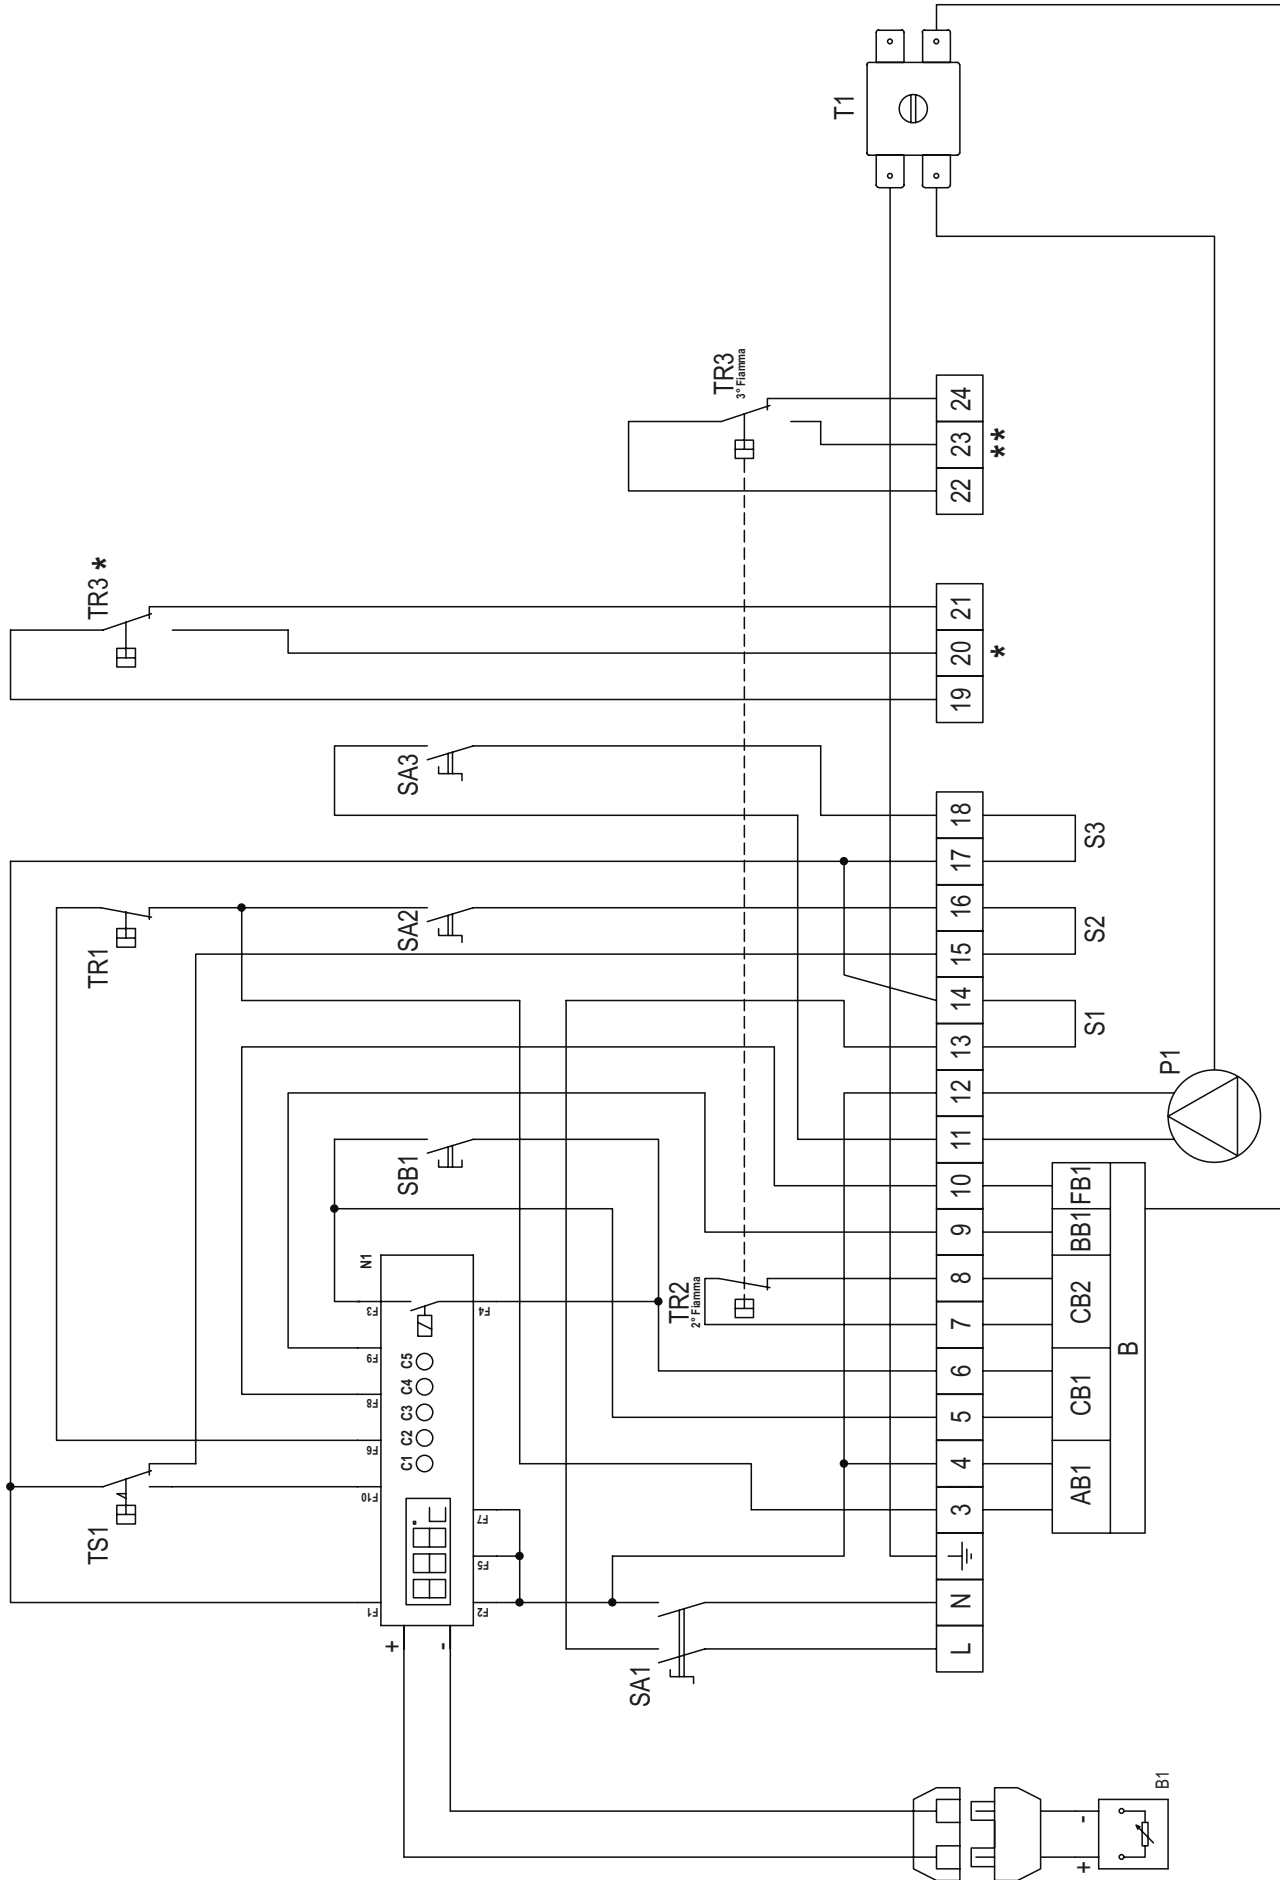 T1
TR3
3° Fiamma
24
23
22
**
TR3 *
21
20
19
*
SA3
18
17
16
15
14
13
12
11
10
9
8
7
6
5
4
3
N
L
S3
S2
S1
TR1
SA2
P1
SB1
FB1
BB1
CB2
CB1
AB1
B
TR2
2° Fiamma
N1
F3
F4
F9
F8
F6
F10
F1
F7
F5
F2
C5
C4
C3
C2
C1
°C
TS1
4
+
-
SA1
B1
-
+